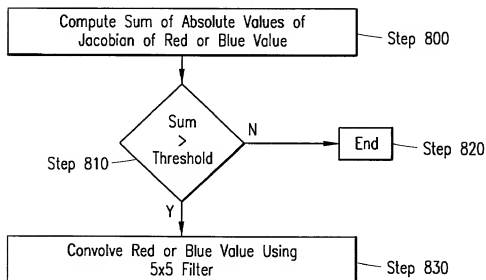 Compute Sum of Absolute Values of
Jacobian of Red or Blue Value
Step 800
Sum
>
Threshold
N
Step 810
End
Step 820
Y
Convolve Red or Blue Value Using
5x5 Filter
Step 830